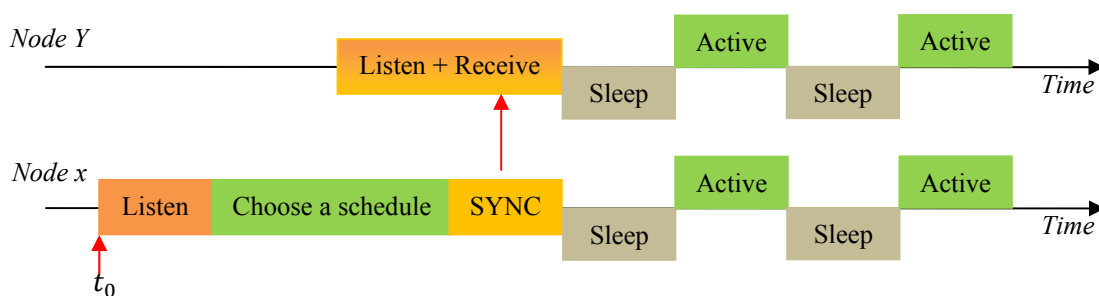 Node Y
Active
Active
Listen + Receive
Sleep
Sleep
Time
Node x
Active
Active
Listen
Choose a schedule
SYNC
Sleep
Sleep
Time
t₀